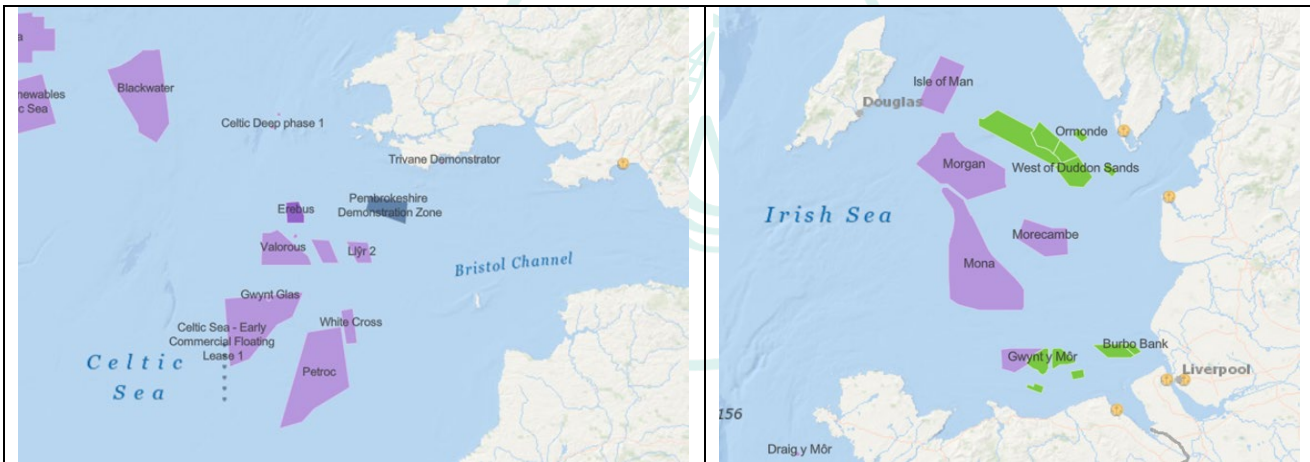 a
Blackwater
newables
c Sea
Celtic Deep phase 1
Trivane Demonstrator
Pembrokeshire
Demonstration Zone
Erebus
Valorous
Llŷr 2
Bristol Channel
Gwynt Glas
White Cross
Celtic Sea - Early
Commercial Floating
Lease 1
Celtic
Sea
Petroc
Isle of Man
Douglas
Ormonde
Morgan
West of Duddon Sands
Irish Sea
Morecambe
Mona
Gwynt y Môr
Burbo Bank
Liverpool
156
Draig y Môr